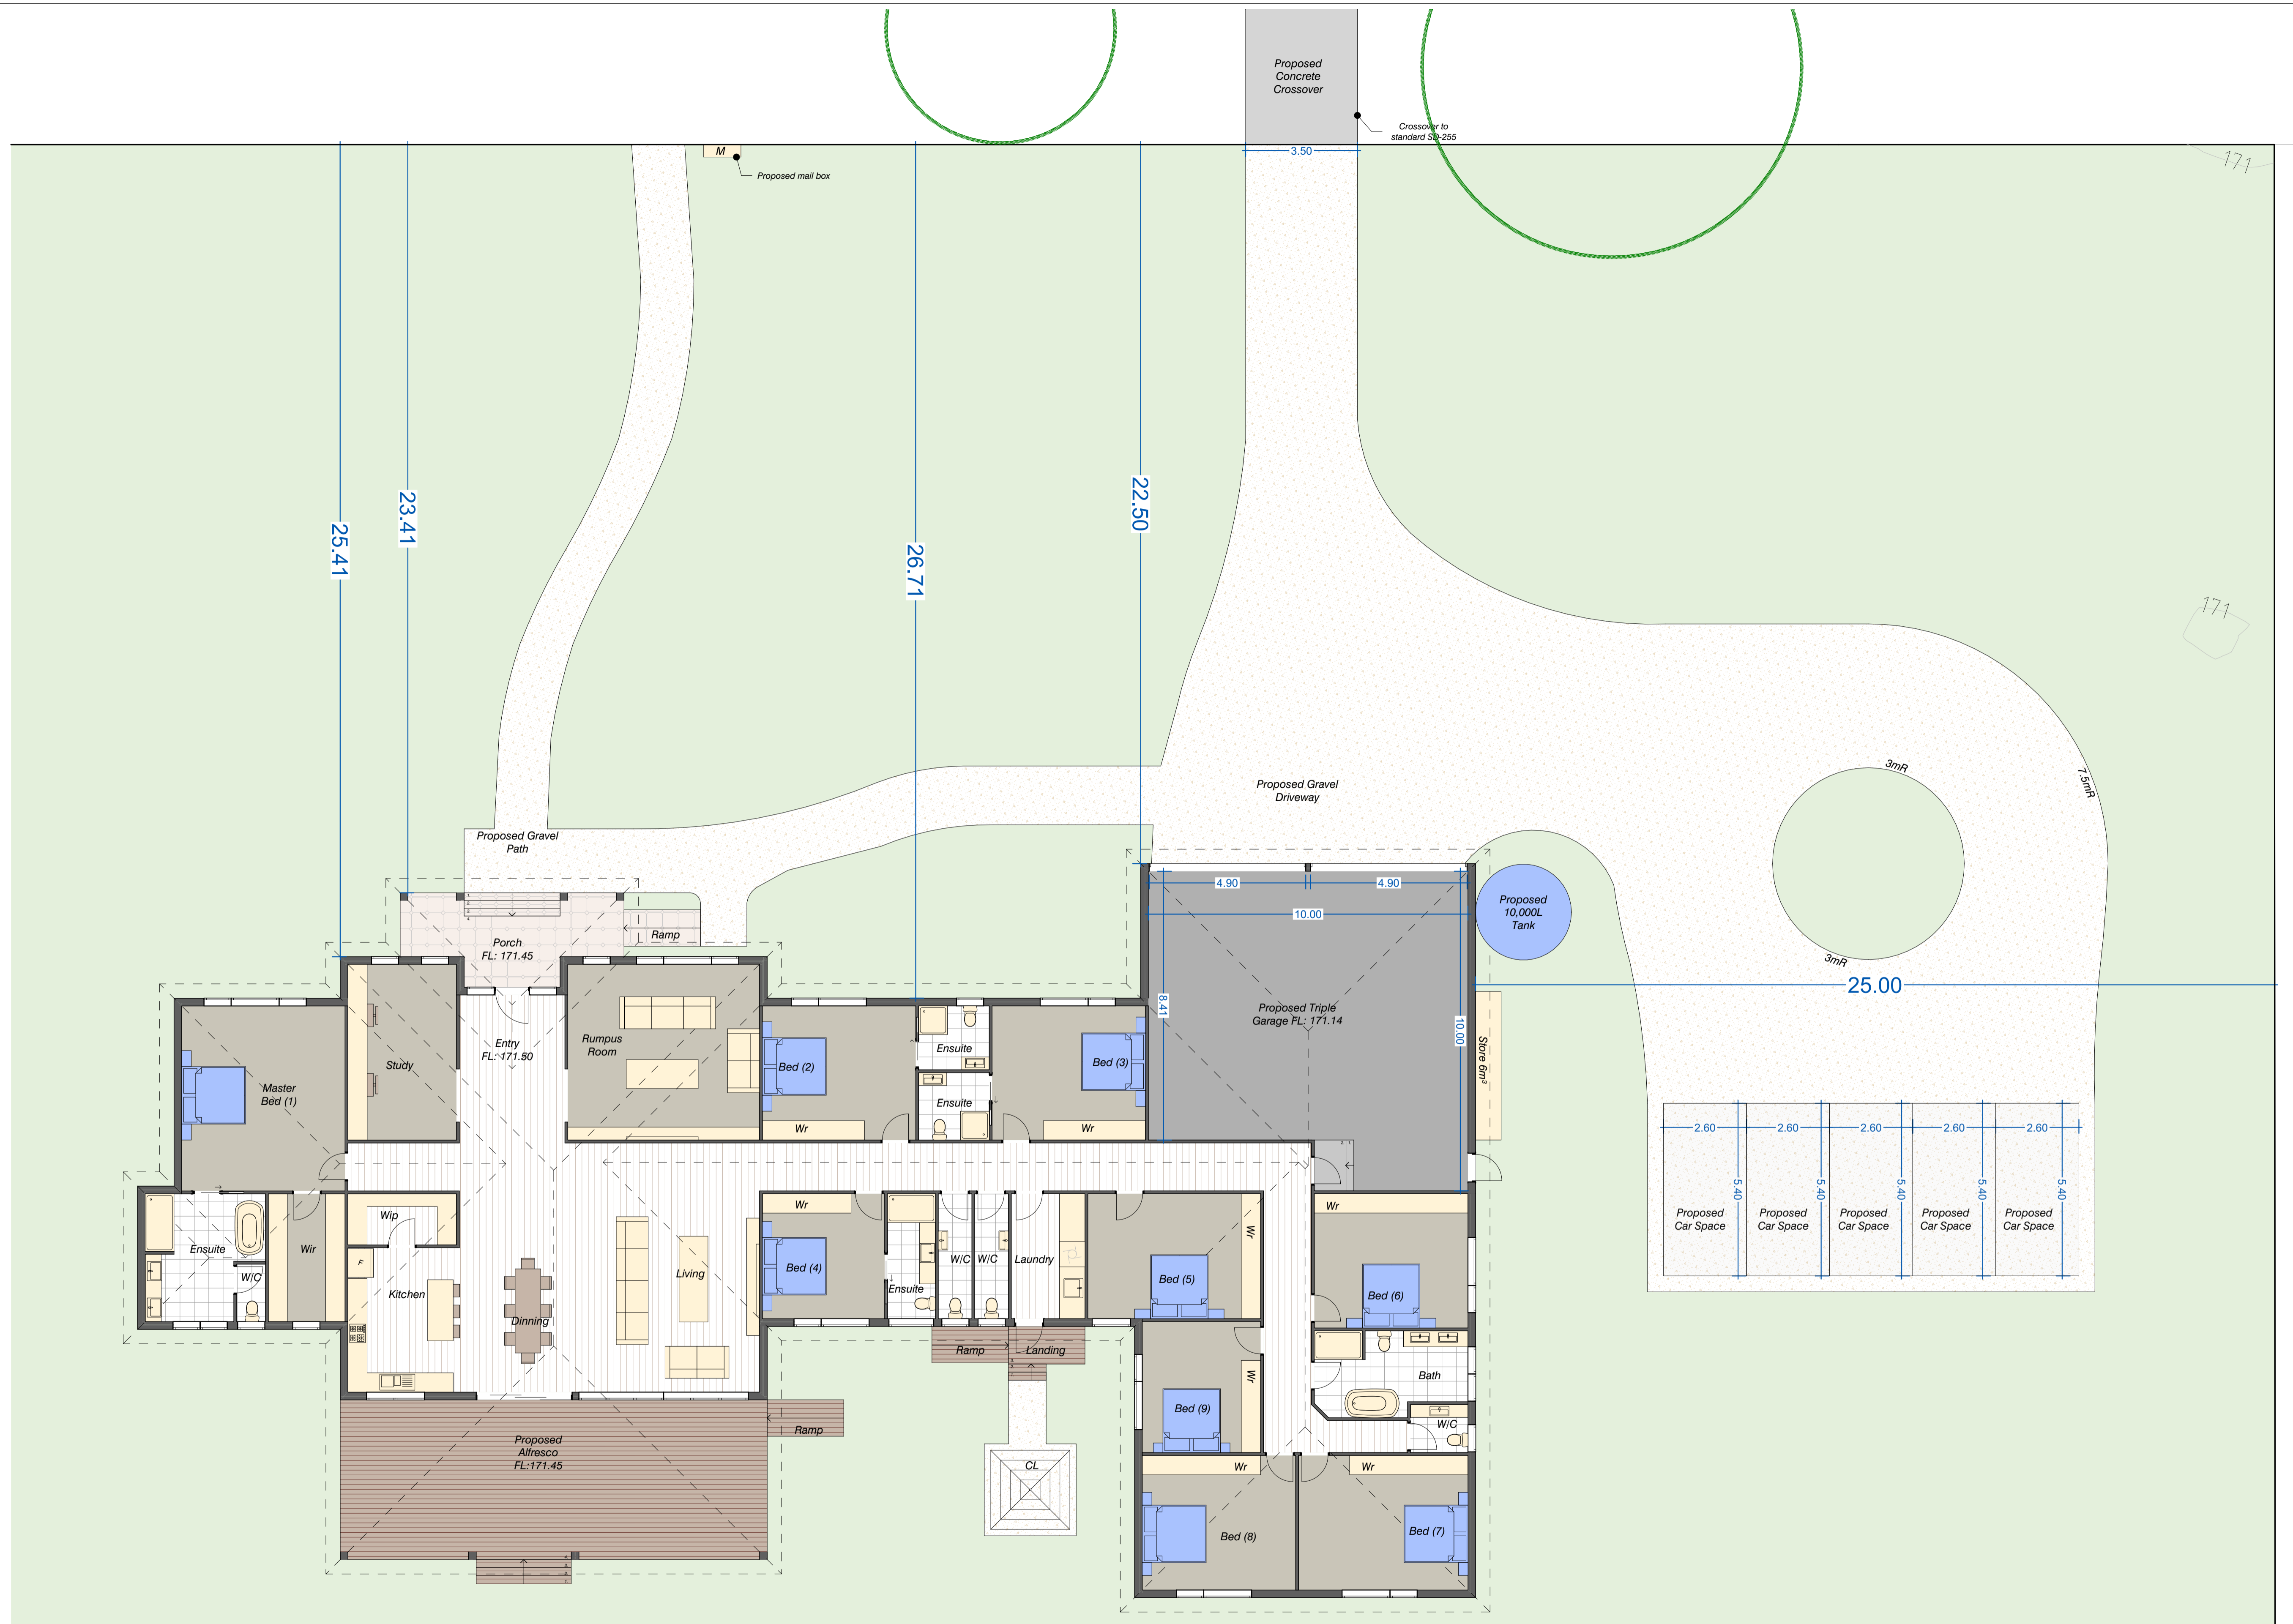 Proposed
Concrete
Crossover
Crossover to
standard SD-255
3.50
M
Proposed mail box
171
171
25.41
23.41
26.71
22.50
Proposed Gravel
Driveway
3mR
7.5mR
3mR
Proposed Gravel
Path
4.90
4.90
10.00
8.41
10.00
Proposed
10,000L
Tank
Proposed Triple
Garage FL: 171.14
Store 6m³
25.00
Porch
FL: 171.45
Ramp
Entry
FL:171.50
Rumpus
Room
Study
Master
Bed (1)
Bed (2)
Ensuite
Ensuite
Bed (3)
Wr
Wr
2.60
2.60
2.60
2.60
2.60
5.40
5.40
5.40
5.40
5.40
Proposed
Car Space
Proposed
Car Space
Proposed
Car Space
Proposed
Car Space
Proposed
Car Space
Wip
Ensuite
Wir
W/C
F
Kitchen
Dinning
Living
Wr
Bed (4)
Ensuite
W/C
W/C
Laundry
Bed (5)
Wr
Wr
Bed (6)
Ramp
Landing
Bed (9)
Wr
Bath
W/C
Ramp
Proposed
Alfresco
FL:171.45
CL
Wr
Wr
Bed (8)
Bed (7)